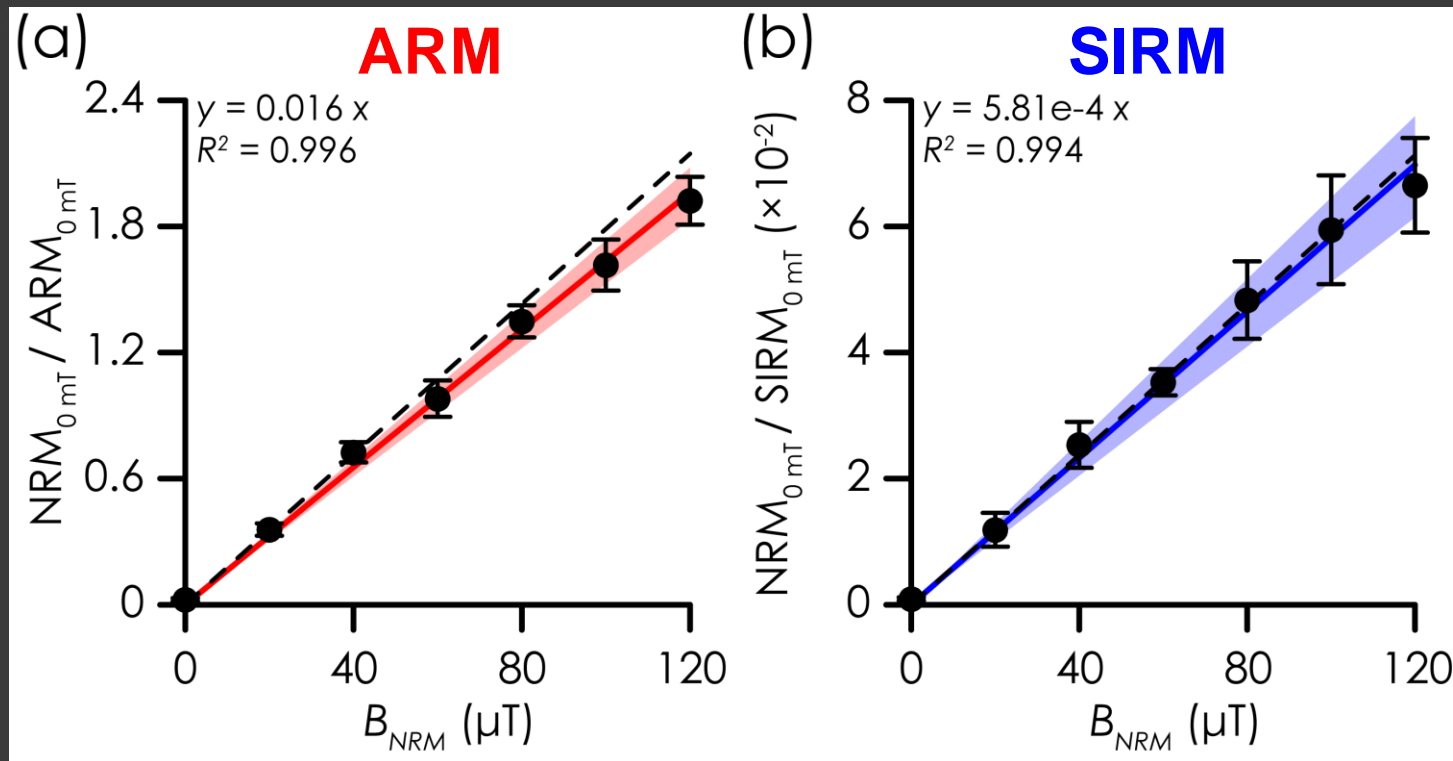 (a)
ARM
y = 0.016 x
R² = 0.996
2.4
1.8
1.2
0.6
0
NRM₀ ₘT / ARM₀ ₘT
0 40 80 120
B_NRM (μT)
(b)
SIRM
y = 5.81e-4 x
R² = 0.994
8
6
4
2
0
NRM₀ ₘT / SIRM₀ ₘT (×10⁻²)
0 40 80 120
B_NRM (μT)